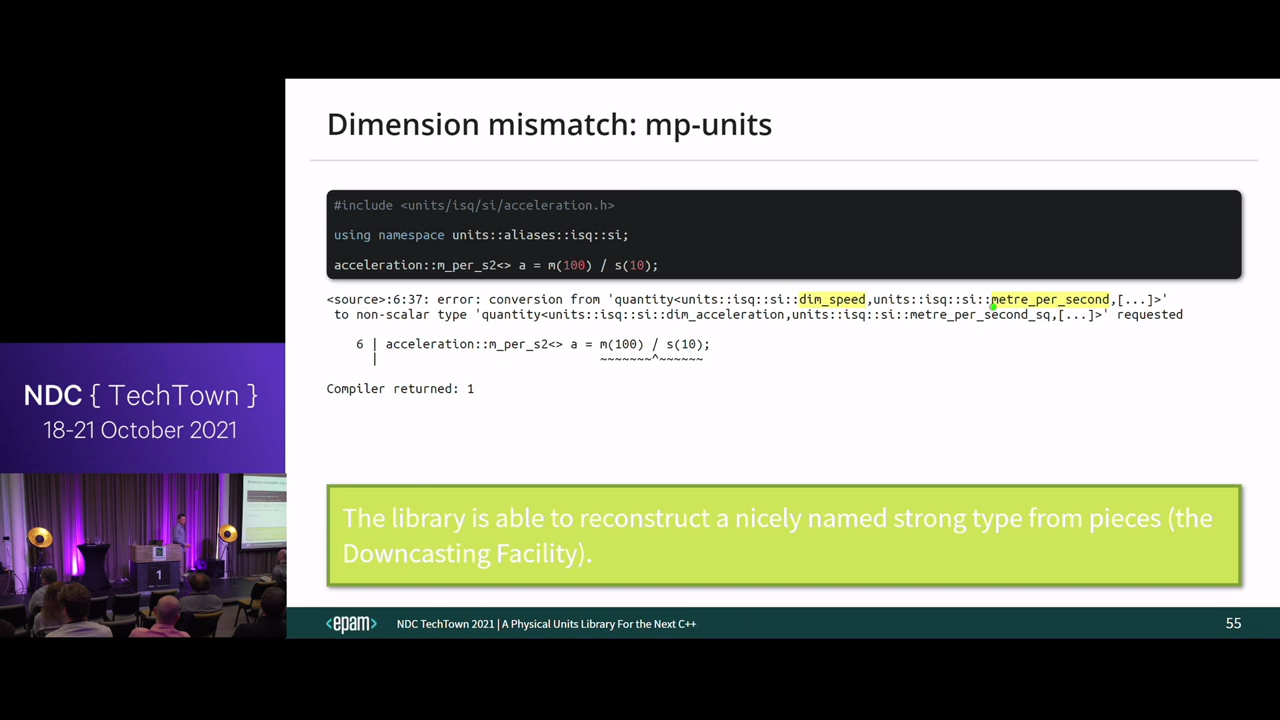 Dimension mismatch: mp-units
#include <units/isq/si/acceleration.h>
using namespace units::aliases::isq::si;
acceleration::m_per_s2<> a = m(100) / s(10);
<source>:6:37: error: conversion from 'quantity<units::isq::si::dim_speed,units::isq::si::metre_per_second,[...]>'
to non-scalar type 'quantity<units::isq::si::dim_acceleration,units::isq::si::metre_per_second_sq,[...]>' requested
6 | acceleration::m_per_s2<> a = m(100) / s(10);
| ~~~~~~~^~~~~~~
Compiler returned: 1
NDC { TechTown }
18-21 October 2021
1
The library is able to reconstruct a nicely named strong type from pieces (the
Downcasting Facility).
<epam> NDC TechTown 2021 | A Physical Units Library For the Next C++ 55